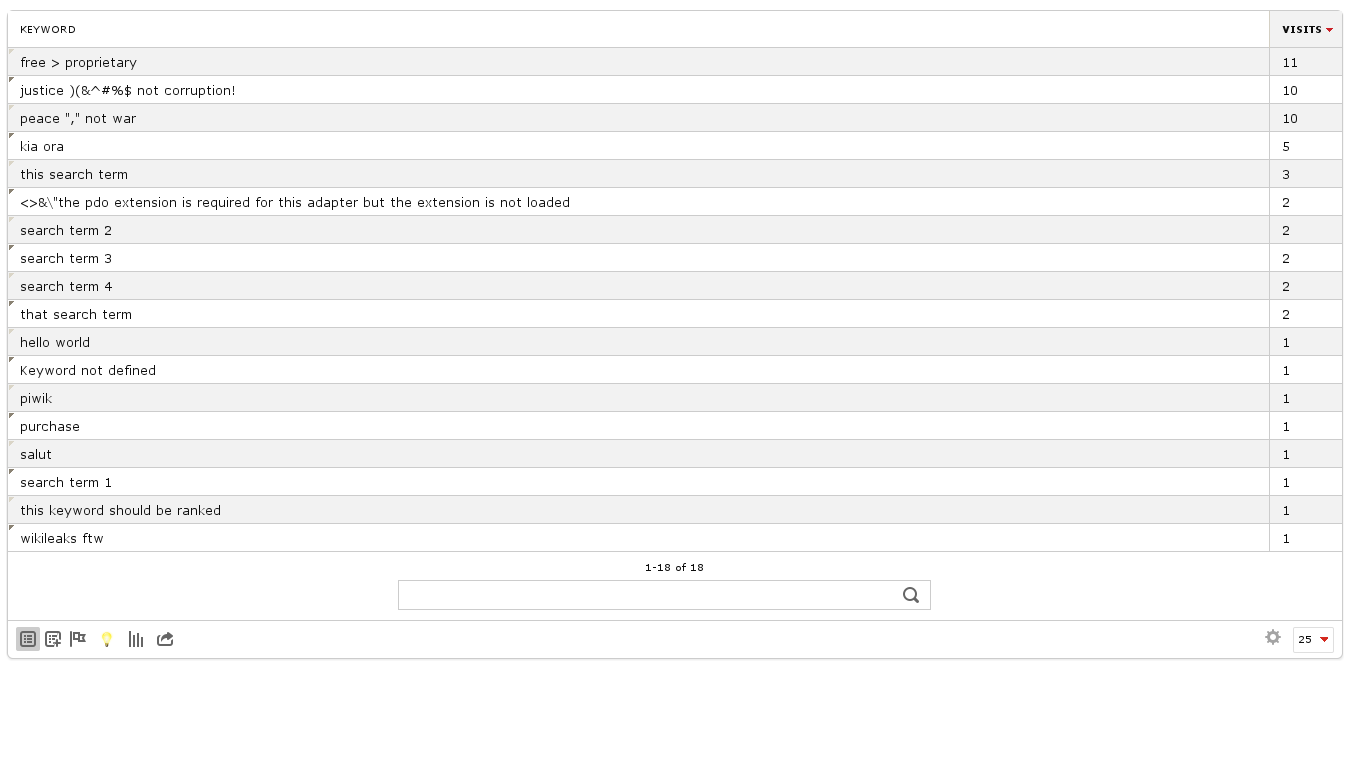 KEYWORD VISITS
free > proprietary 11
justice )(&^#%$ not corruption! 10
peace "," not war 10
kia ora 5
this search term 3
<>&\"the pdo extension is required for this adapter but the extension is not loaded 2
search term 2 2
search term 3 2
search term 4 2
that search term 2
hello world 1
Keyword not defined 1
piwik 1
purchase 1
salut 1
search term 1 1
this keyword should be ranked 1
wikileaks ftw 1
1-18 of 18
25